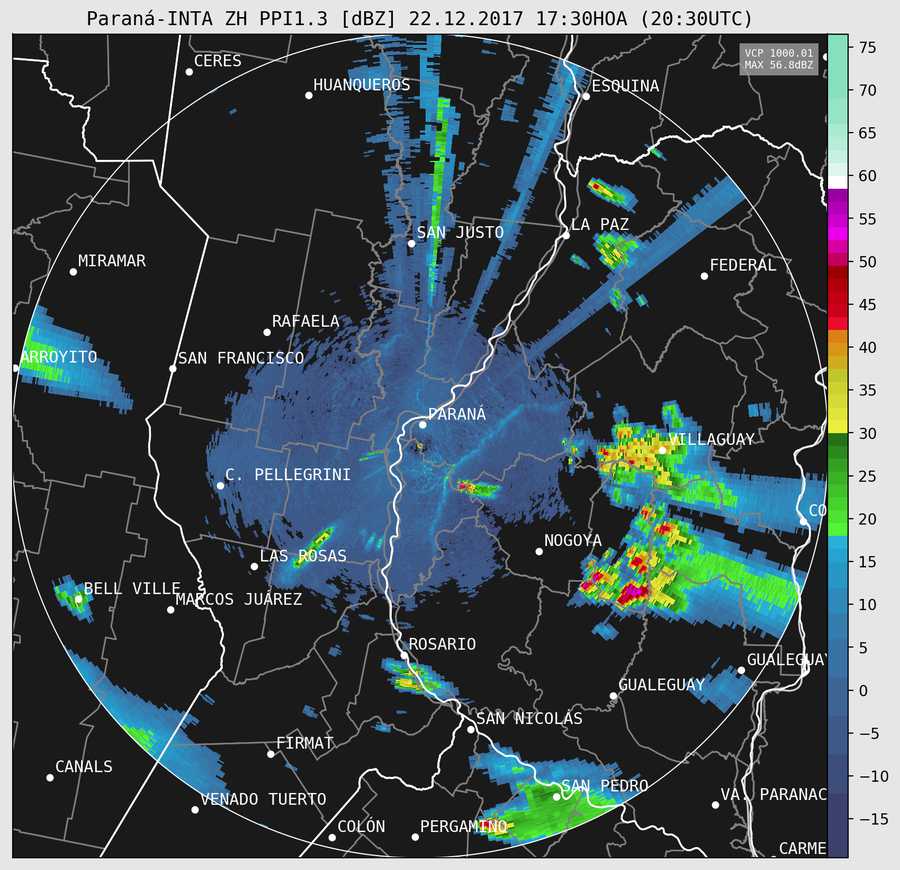 Paraná-INTA ZH PPI1.3 [dBZ] 22.12.2017 17:30HOA (20:30UTC)
VCP 1000.01
MAX 56.8dBZ
75
CERES
HUANQUEROS
ESQUINA
70
65
60
SAN JUSTO
LA PAZ
55
MIRAMAR
FEDERAL
50
45
RAFAELA
40
ARROYITO
SAN FRANCISCO
35
PARANÁ
VILLAGUAY
30
C. PELLEGRINI
25
CO
20
NOGOYA
LAS ROSAS
15
BELL VILLE
MARCOS JUÁREZ
10
ROSARIO
GUALEGUAY
5
GUALEGUAY
0
SAN NICOLÁS
−5
FIRMAT
CANALS
−10
SAN PEDRO
VENADO TUERTO
VA. PARANAC
−15
COLÓN
PERGAMINO
CARME